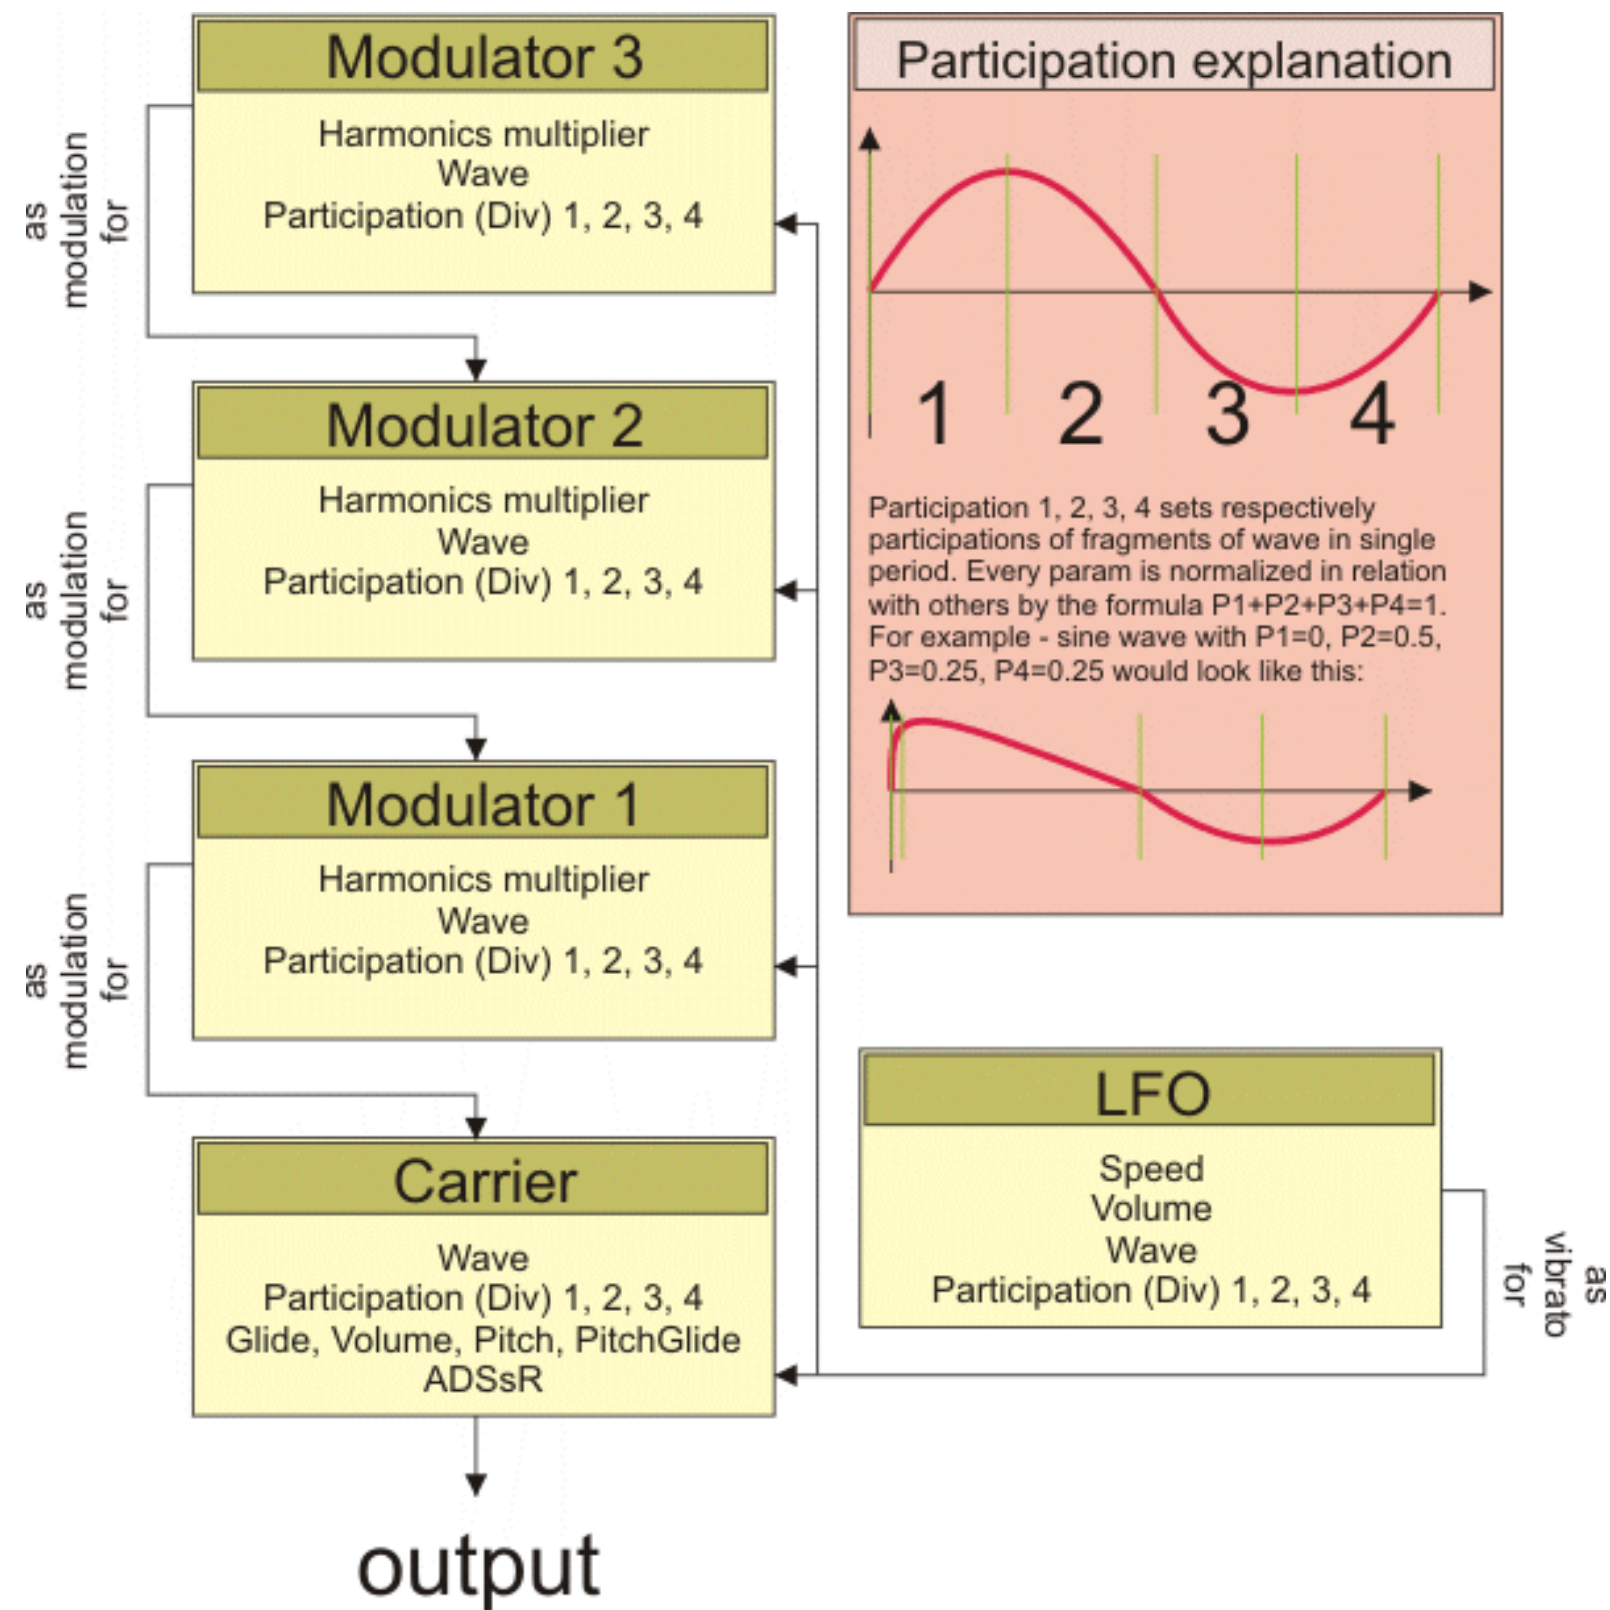 Modulator 3
Harmonics multiplier
Wave
Participation (Div) 1, 2, 3, 4
as
modulation
for
Modulator 2
Harmonics multiplier
Wave
Participation (Div) 1, 2, 3, 4
as
modulation
for
Modulator 1
Harmonics multiplier
Wave
Participation (Div) 1, 2, 3, 4
as
modulation
for
Carrier
Wave
Participation (Div) 1, 2, 3, 4
Glide, Volume, Pitch, PitchGlide
ADSsR
output
Participation explanation
1 2 3 4
Participation 1, 2, 3, 4 sets respectively
participations of fragments of wave in single
period. Every param is normalized in relation
with others by the formula P1+P2+P3+P4=1.
For example - sine wave with P1=0, P2=0.5,
P3=0.25, P4=0.25 would look like this:
LFO
Speed
Volume
Wave
Participation (Div) 1, 2, 3, 4
as
vibrato
for